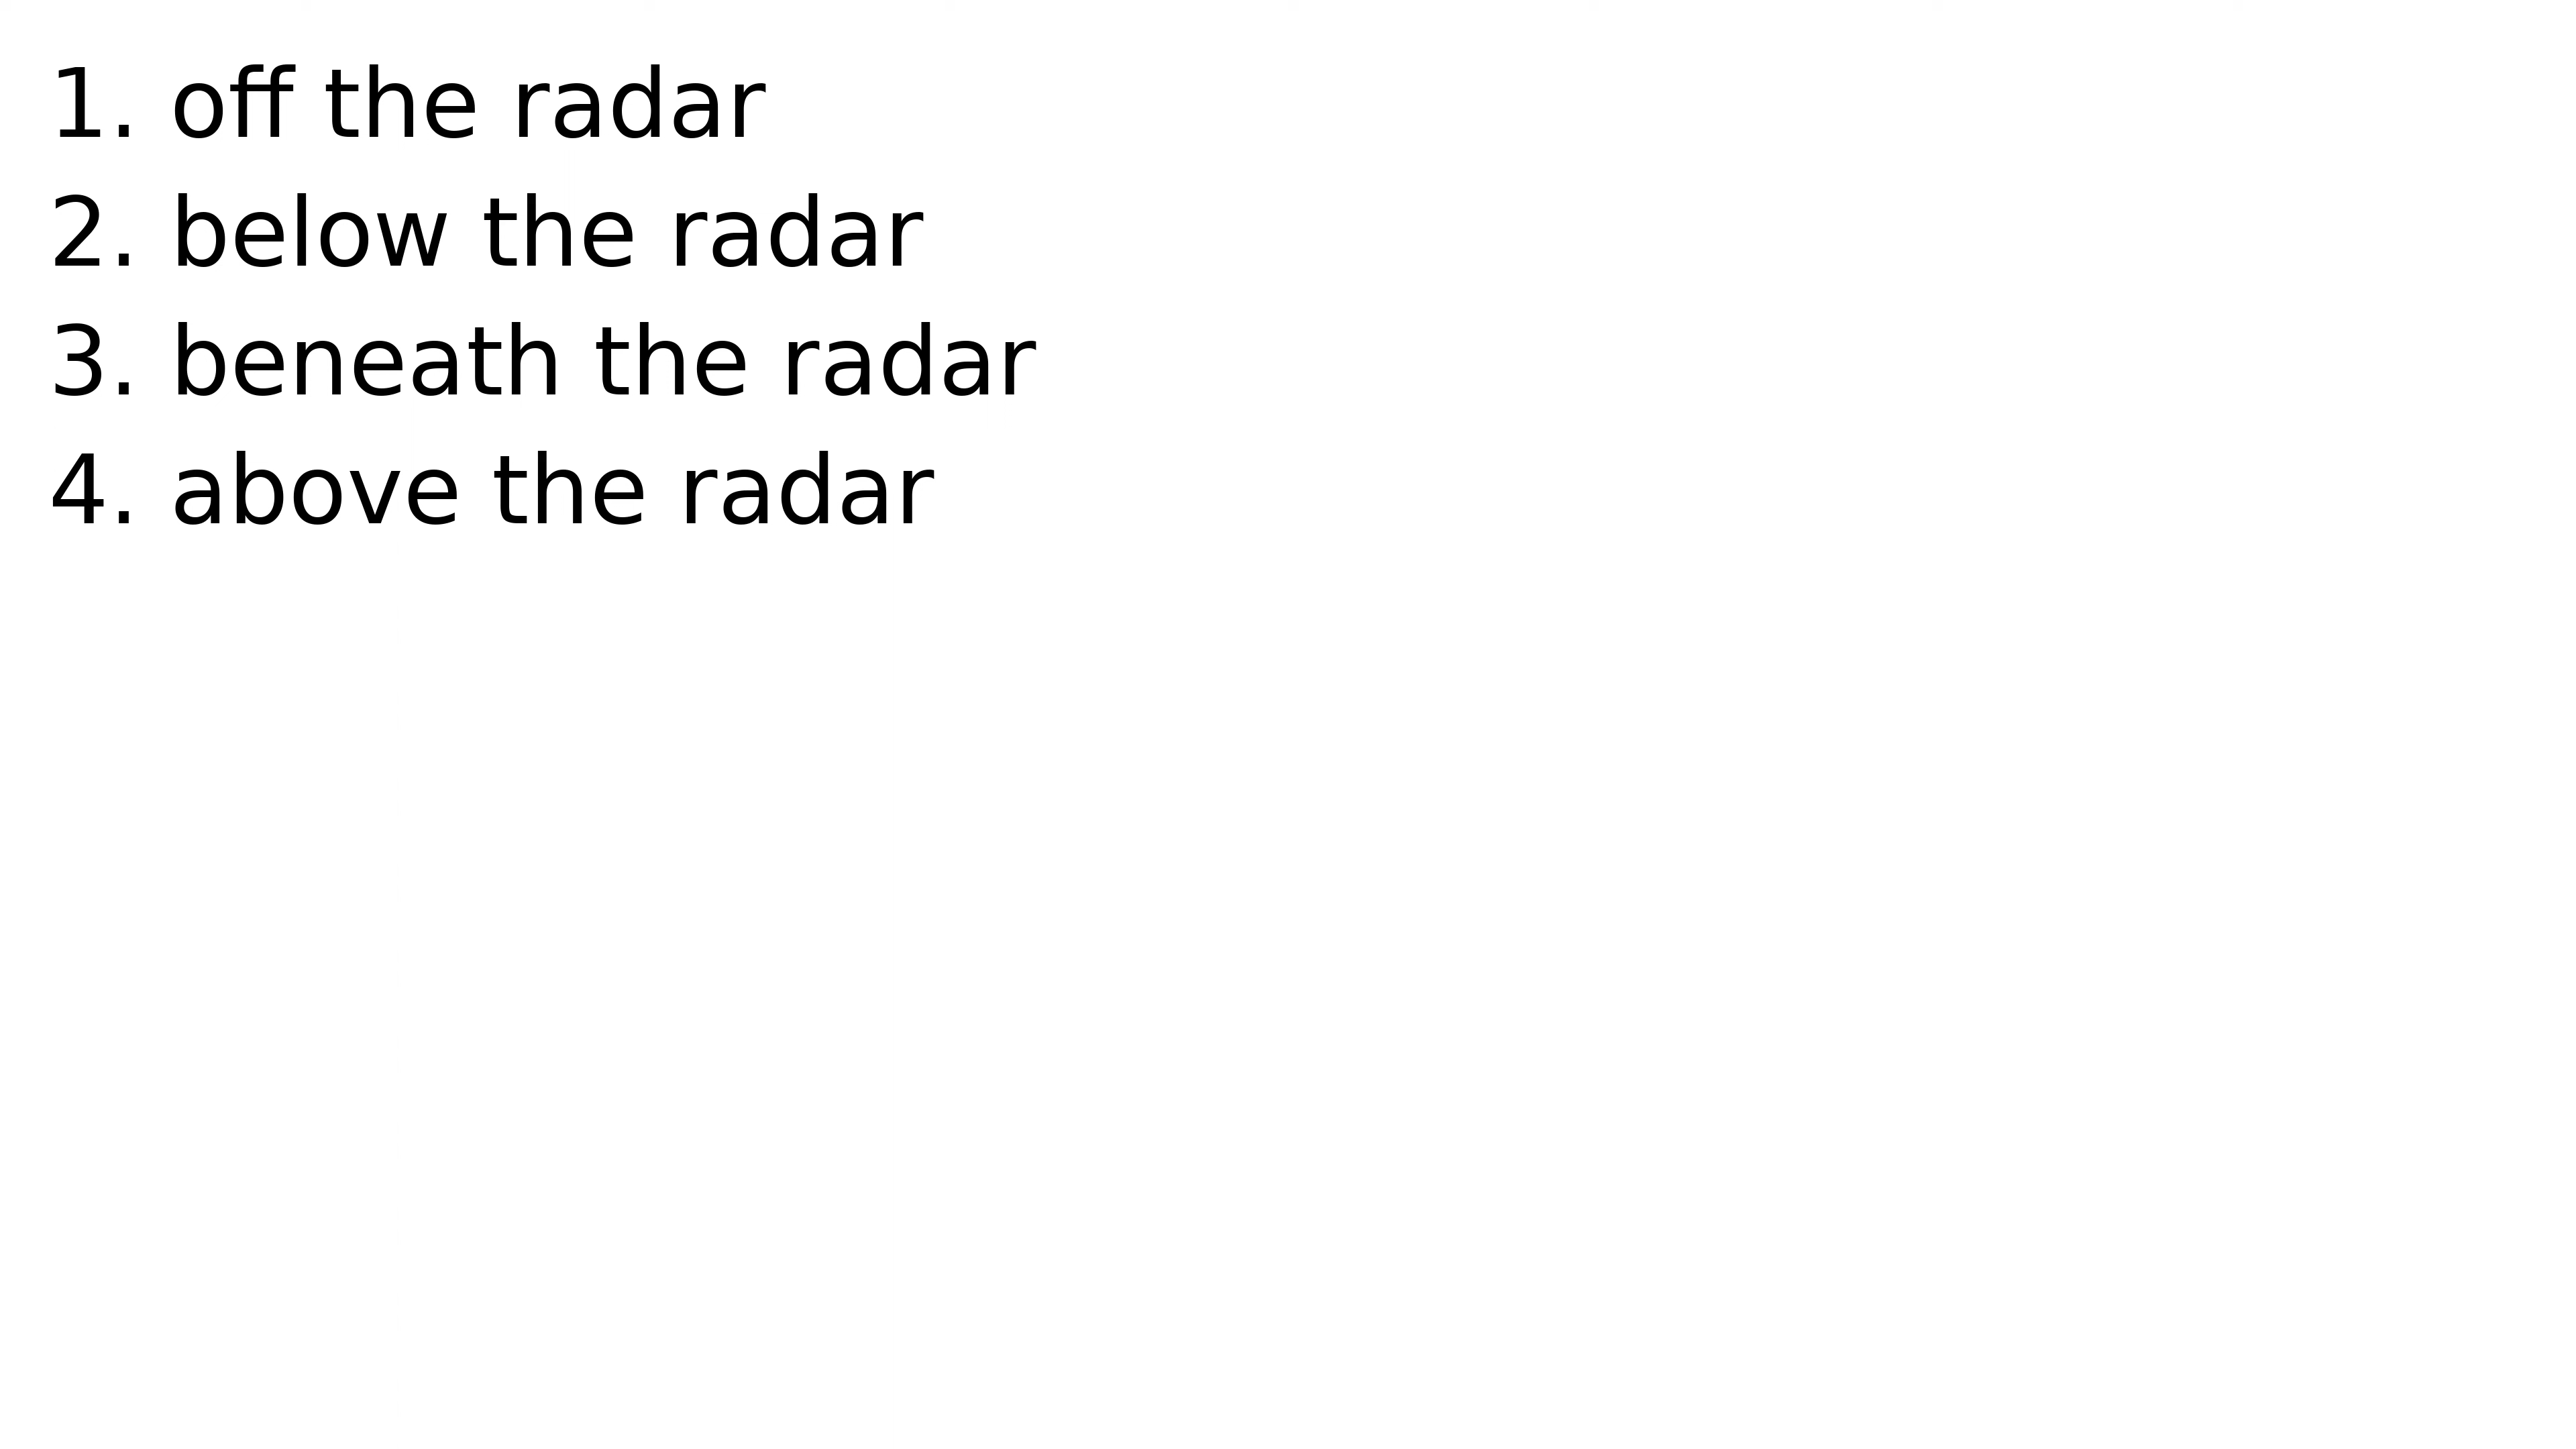 1. off the radar
2. below the radar
3. beneath the radar
4. above the radar